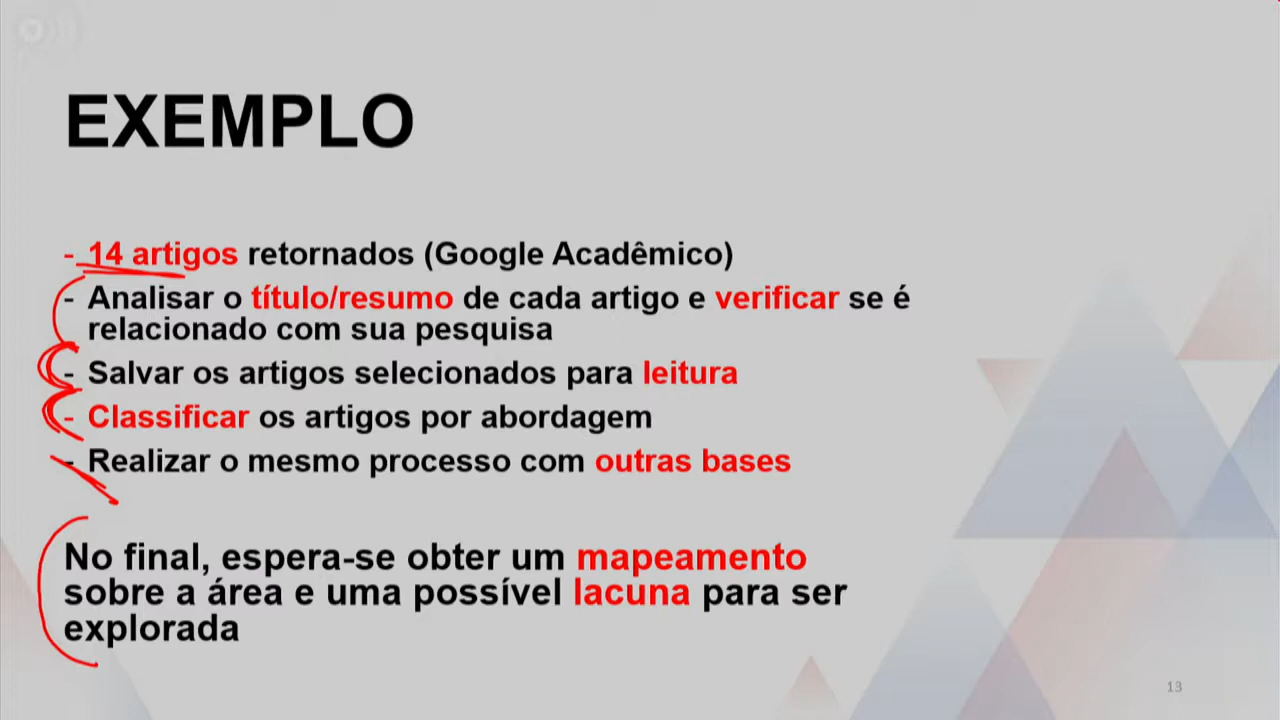 EXEMPLO
- 14 artigos retornados (Google Acadêmico)
- Analisar o título/resumo de cada artigo e verificar se é
relacionado com sua pesquisa
- Salvar os artigos selecionados para leitura
- Classificar os artigos por abordagem
- Realizar o mesmo processo com outras bases
No final, espera-se obter um mapeamento
sobre a área e uma possível lacuna para ser
explorada
13